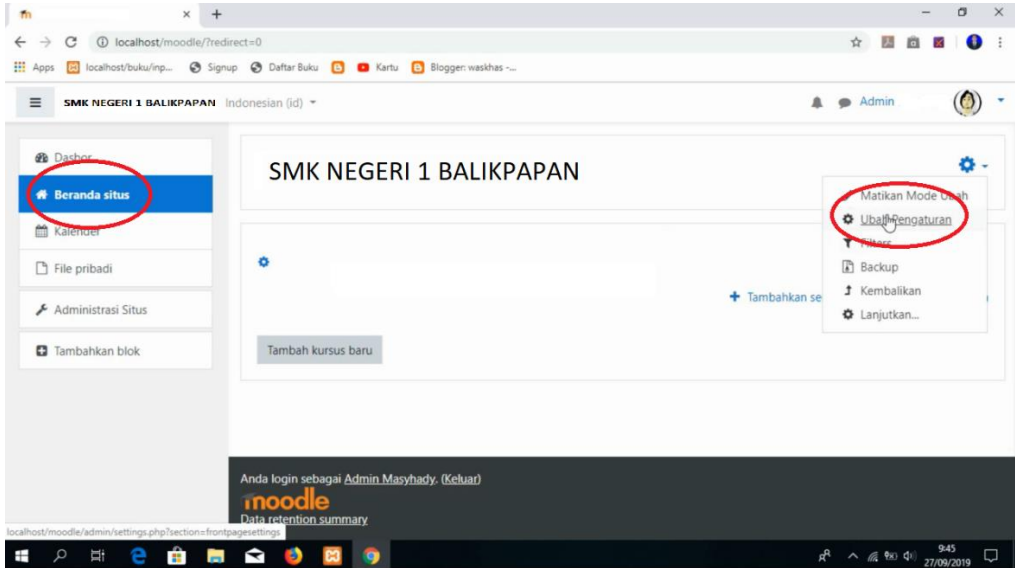 localhost/moodle/?redirect=0
Apps localhost/buku/inp... Signup Daftar Buku Kartu Blogger: waskhas -...
SMK NEGERI 1 BALIKPAPAN Indonesian (id) Admin
Dasbor
Beranda situs
Kalender
File pribadi
Administrasi Situs
Tambahkan blok
SMK NEGERI 1 BALIKPAPAN
Matikan Mode Ubah
Ubah Pengaturan
Filters
Backup
Kembalikan
Lanjutkan...
+ Tambahkan se
Tambah kursus baru
Anda login sebagai Admin Masyhady. (Keluar)
moodle
Data retention summary
localhost/moodle/admin/settings.php?section=frontpagesettings
9:45
27/09/2019